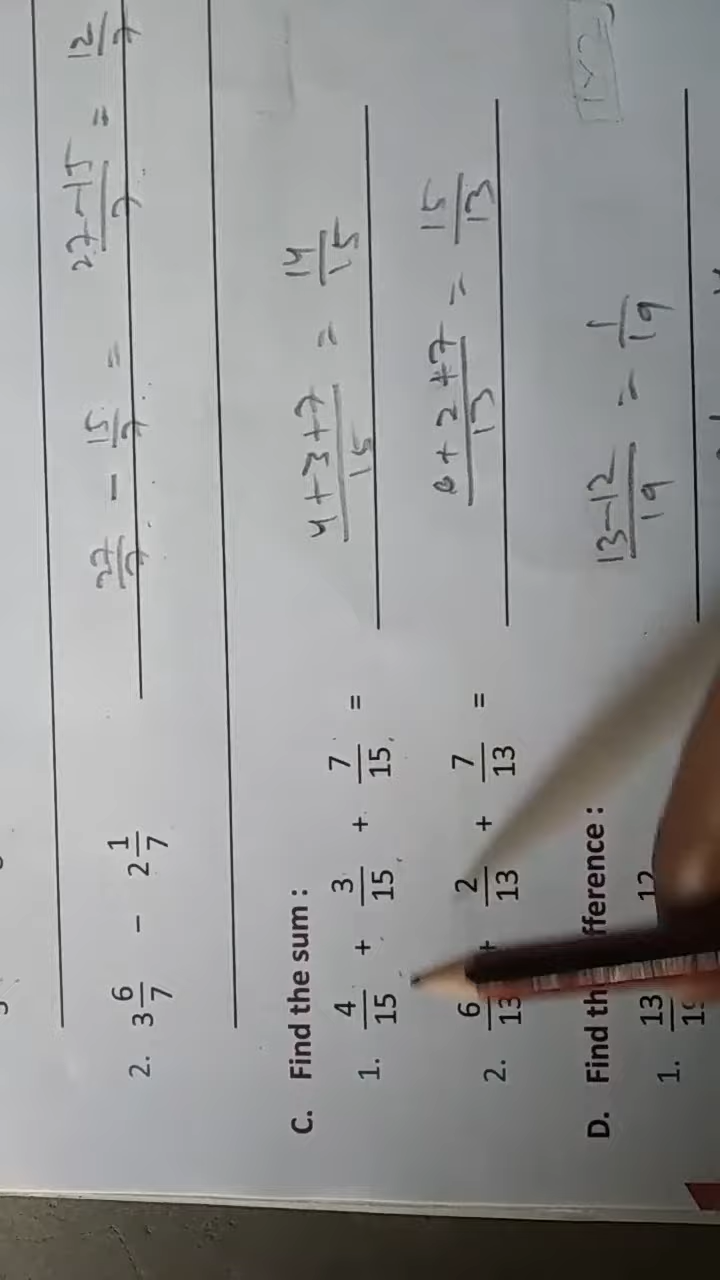 2. 3 6/7 − 2 1/7 27/7 − 15/7 = 27−15/7 = 12/7
C. Find the sum :
1. 4/15 + 3/15 + 7/15 = 4+3+7/15 = 14/15
2. 6/13 + 2/13 + 7/13 = 6+2+7/13 = 15/13
D. Find th fference :
1. 13/19 12 13−12/19 = 1/19